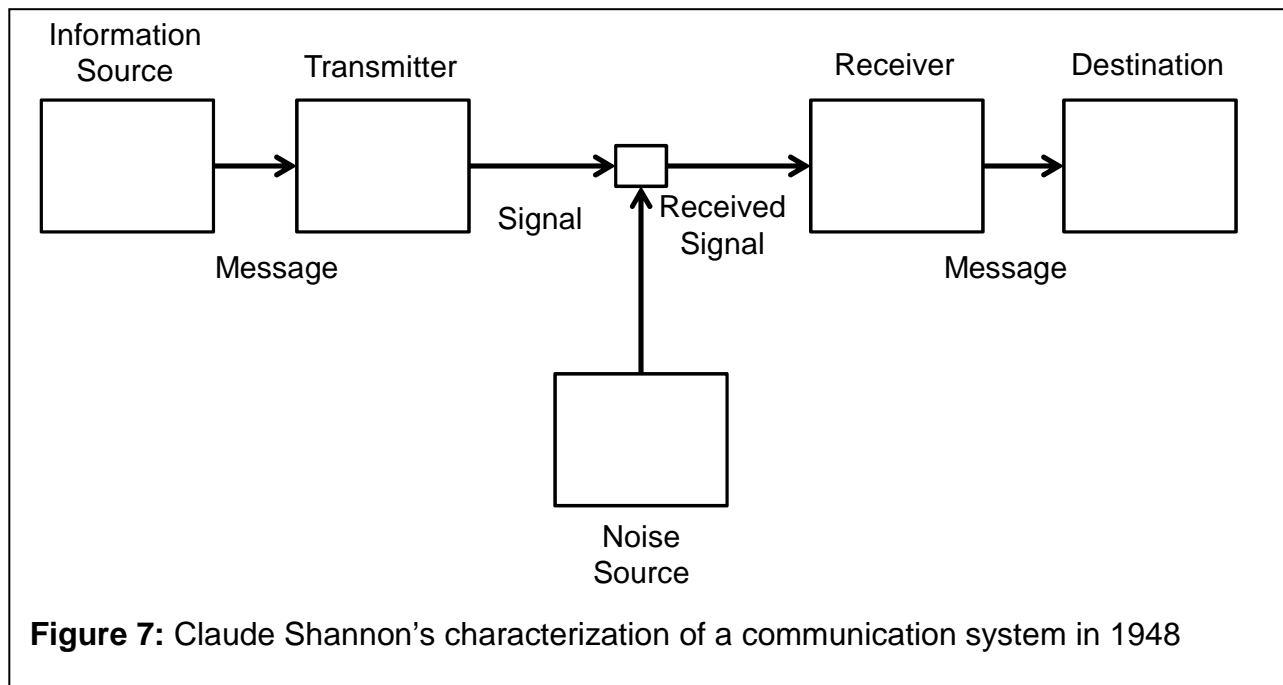 Information
Source
Transmitter
Receiver
Destination
Signal
Received
Signal
Message
Message
Noise
Source
Figure 7: Claude Shannon’s characterization of a communication system in 1948